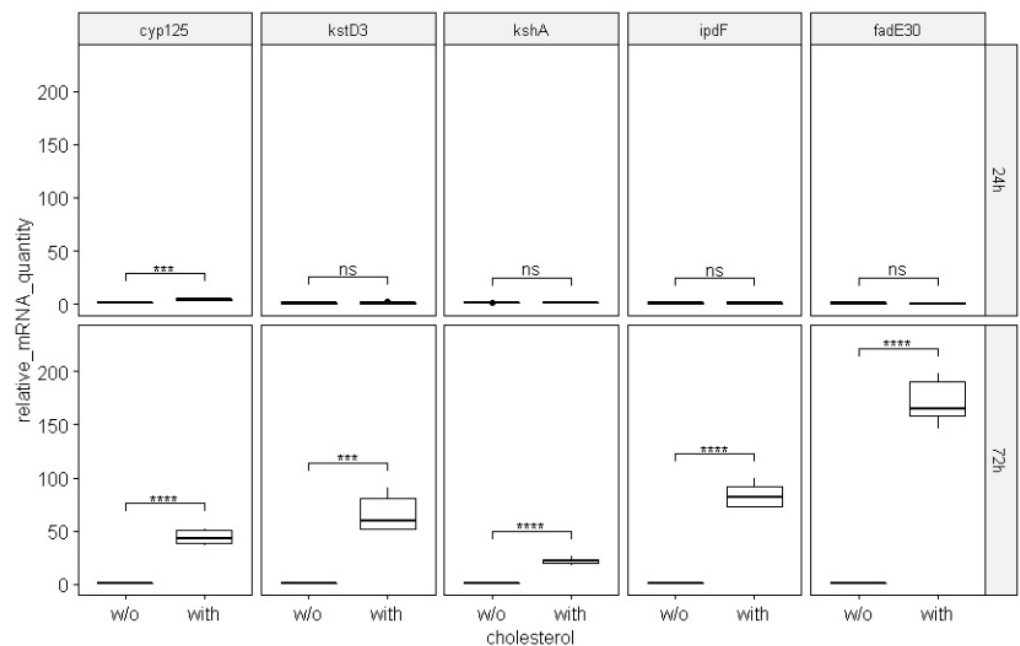 cyp125 kstD3 kshA ipdF fadE30
200
150
100
50
0
*** ns ns ns ns
24h
relative_mRNA_quantity
200
150
100
50
0
**** *** **** **** ****
72h
w/o with w/o with w/o with w/o with w/o with
cholesterol